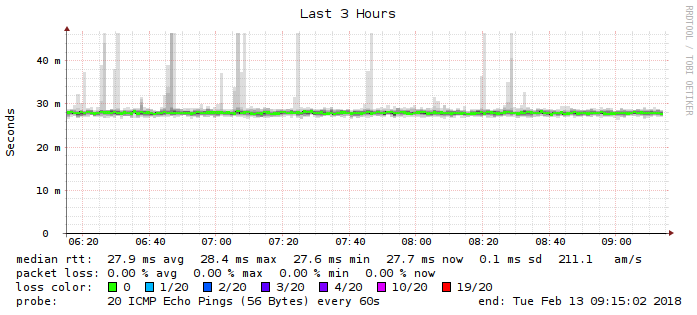 Last 3 Hours
RRDTOOL / TOBI OETIKER
Seconds
40 m
30 m
20 m
10 m
0
06:20 06:40 07:00 07:20 07:40 08:00 08:20 08:40 09:00
median rtt: 27.9 ms avg 28.4 ms max 27.6 ms min 27.7 ms now 0.1 ms sd 211.1 am/s
packet loss: 0.00 % avg 0.00 % max 0.00 % min 0.00 % now
loss color: 0 1/20 2/20 3/20 4/20 10/20 19/20
probe: 20 ICMP Echo Pings (56 Bytes) every 60s end: Tue Feb 13 09:15:02 2018